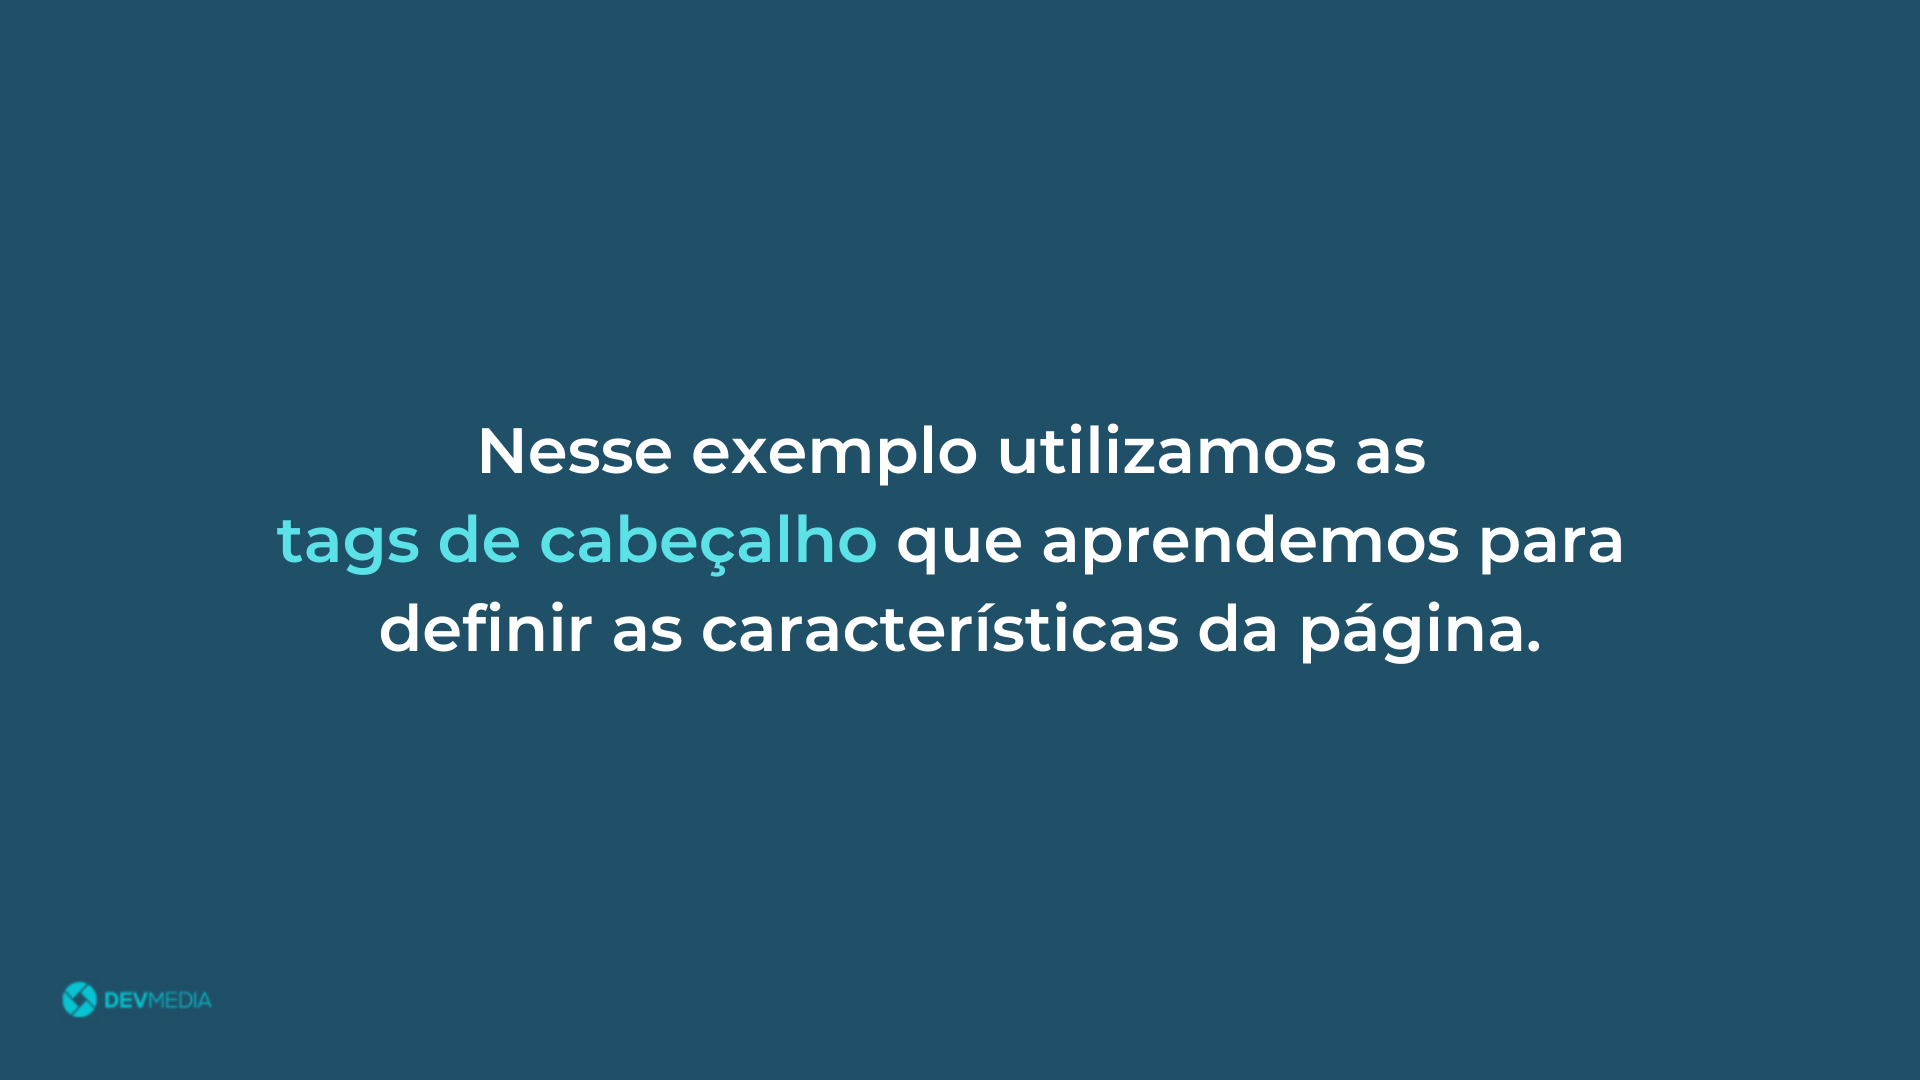 Nesse exemplo utilizamos as
tags de cabeçalho que aprendemos para
definir as características da página.
DEVMEDIA